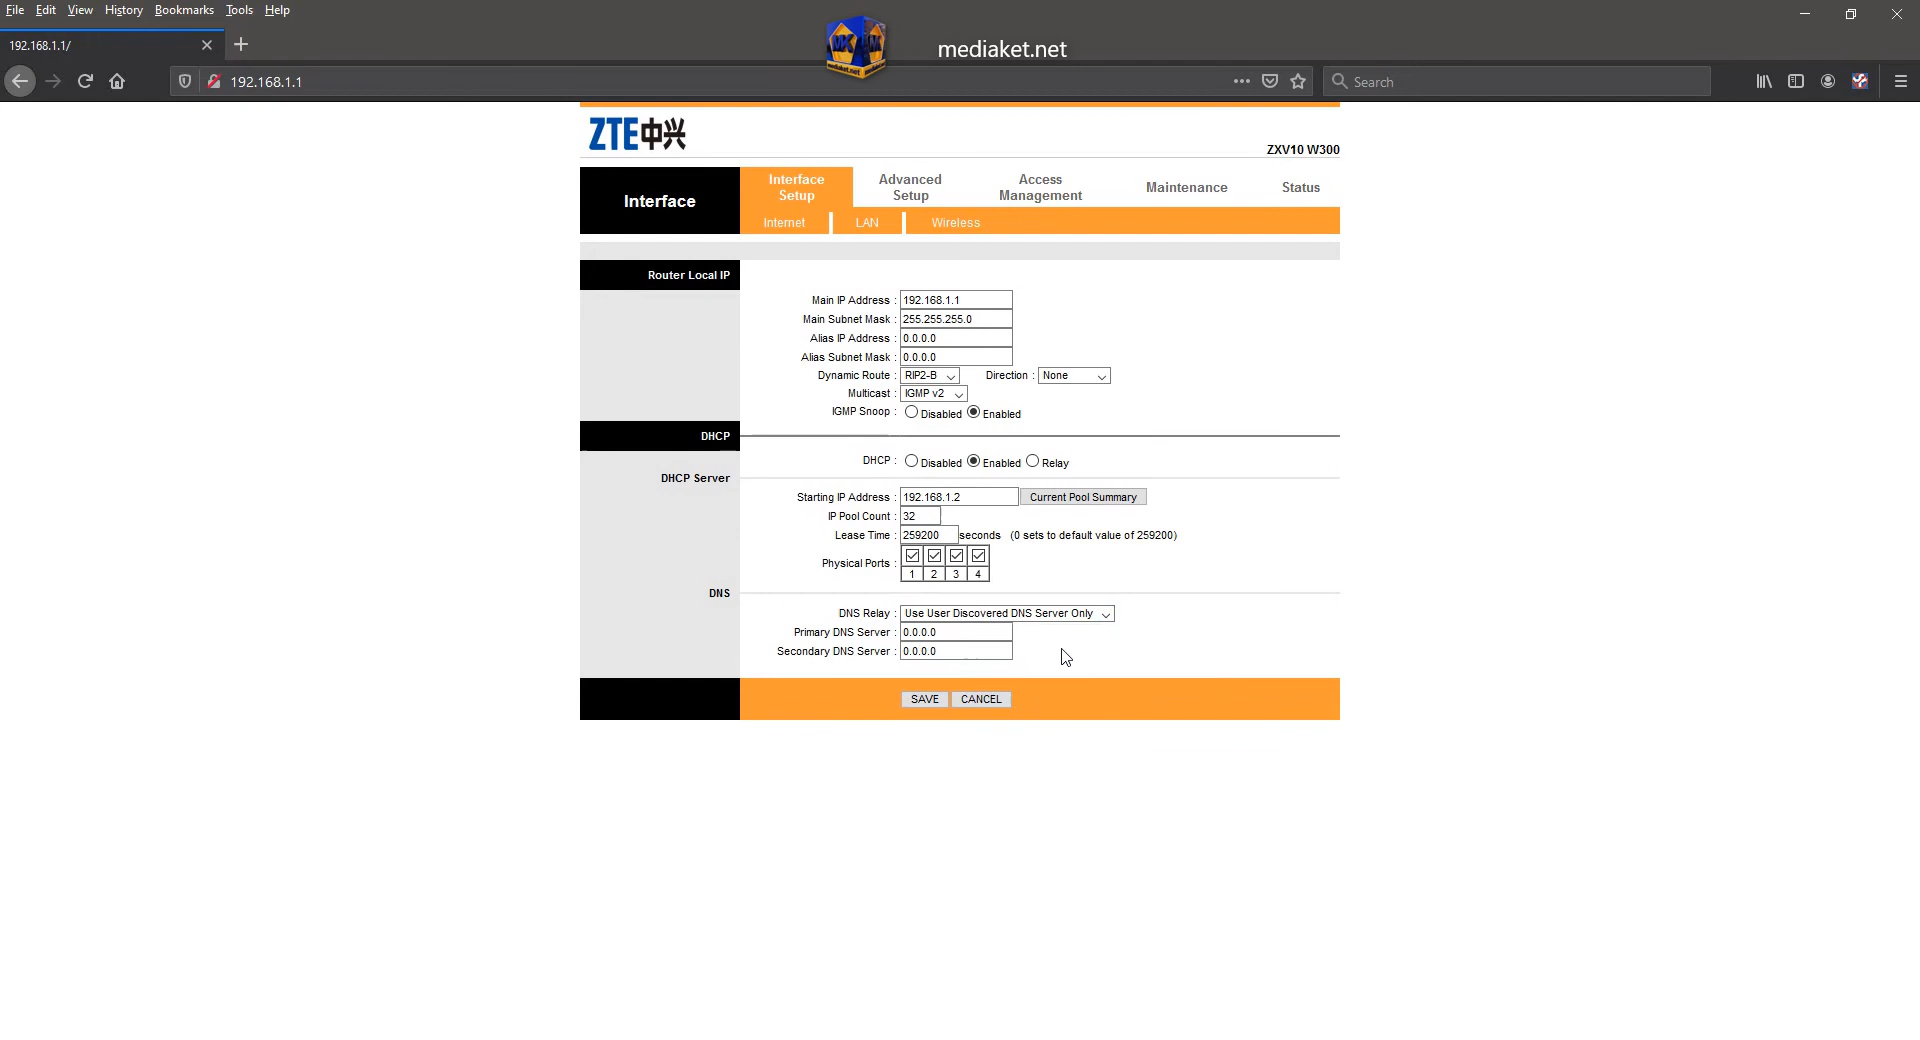 File Edit View History Bookmarks Tools Help
192.168.1.1/
mediaket.net
192.168.1.1
Search
ZTE中兴
ZXV10 W300
Interface
Interface Setup
Advanced Setup
Access Management
Maintenance
Status
Internet
LAN
Wireless
Router Local IP
Main IP Address : 192.168.1.1
Main Subnet Mask : 255.255.255.0
Alias IP Address : 0.0.0.0
Alias Subnet Mask : 0.0.0.0
Dynamic Route : RIP2-B Direction : None
Multicast : IGMP v2
IGMP Snoop : Disabled Enabled
DHCP
DHCP : Disabled Enabled Relay
DHCP Server
Starting IP Address : 192.168.1.2 Current Pool Summary
IP Pool Count : 32
Lease Time : 259200 seconds (0 sets to default value of 259200)
Physical Ports :
1 2 3 4
DNS
DNS Relay : Use User Discovered DNS Server Only
Primary DNS Server : 0.0.0.0
Secondary DNS Server : 0.0.0.0
SAVE CANCEL